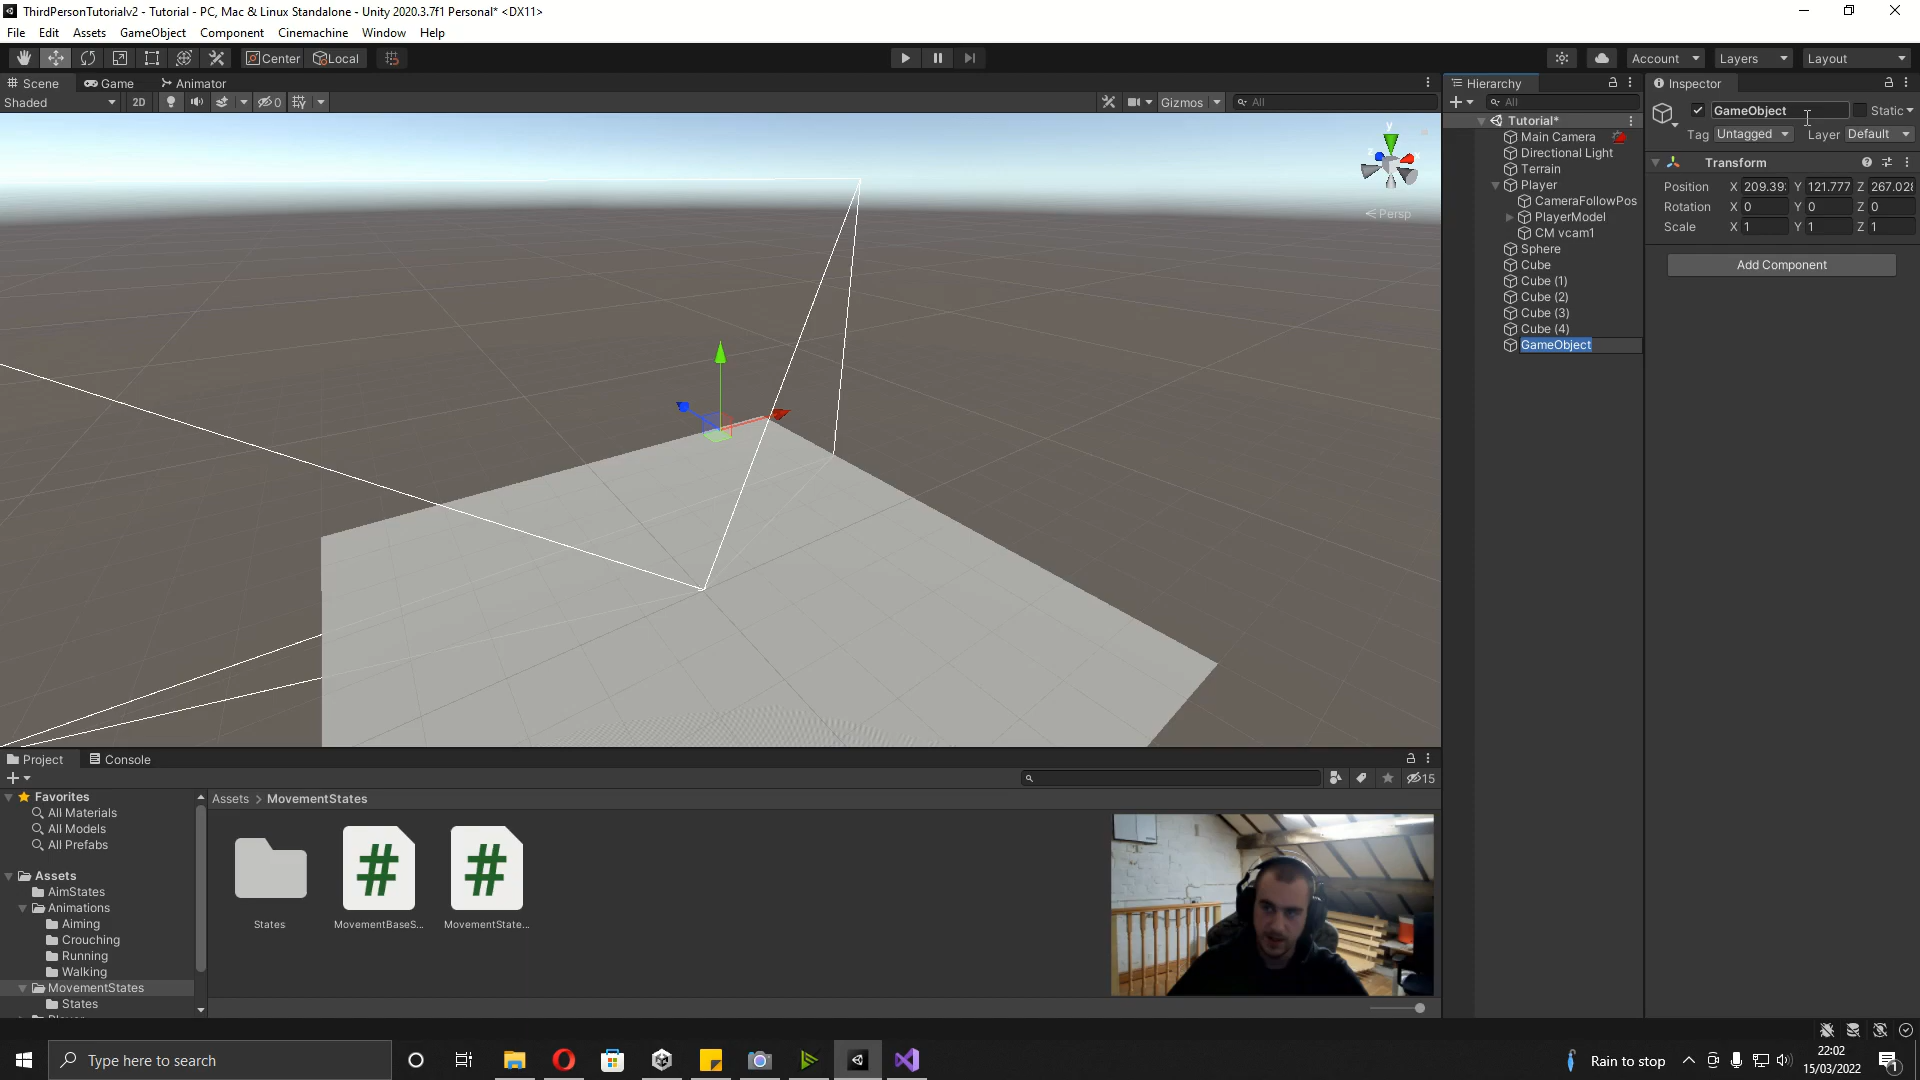 ThirdPersonTutorialv2 - Tutorial - PC, Mac & Linux Standalone - Unity 2020.3.7f1 Personal* <DX11>
File Edit Assets GameObject Component Cinemachine Window Help
Center Local Account Layers Layout
Scene Game Animator
Shaded 2D 0 Gizmos All
y
x
z
Persp
Hierarchy
All
Tutorial*
Main Camera
Directional Light
Terrain
Player
CameraFollowPos
PlayerModel
CM vcam1
Sphere
Cube
Cube (1)
Cube (2)
Cube (3)
Cube (4)
GameObject
Inspector
GameObject Static
Tag Untagged Layer Default
Transform
Position X 209.39 Y 121.777 Z 267.028
Rotation X 0 Y 0 Z 0
Scale X 1 Y 1 Z 1
Add Component
Project Console
15
Favorites
All Materials
All Models
All Prefabs
Assets
AimStates
Animations
Aiming
Crouching
Running
Walking
MovementStates
States
Assets > MovementStates
States MovementBaseS... MovementState...
Type here to search
Rain to stop
22:02
15/03/2022
1